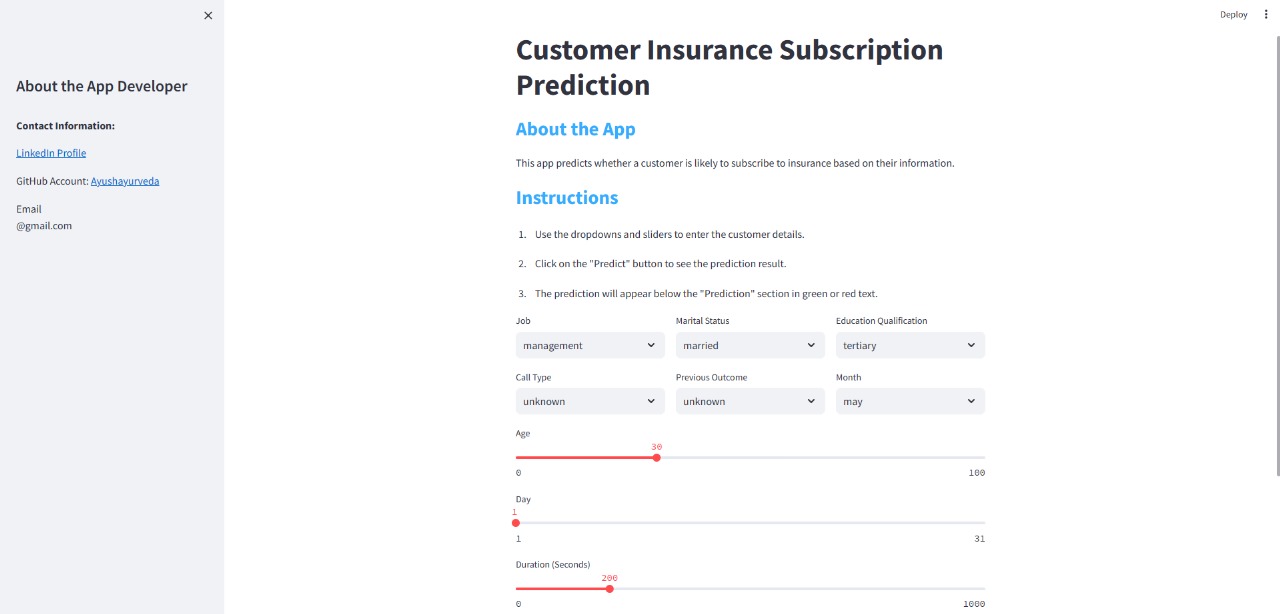 About the App Developer
Contact Information:
LinkedIn Profile
GitHub Account: Ayushayurveda
Email
@gmail.com
Deploy
Customer Insurance Subscription
Prediction
About the App
This app predicts whether a customer is likely to subscribe to insurance based on their information.
Instructions
1. Use the dropdowns and sliders to enter the customer details.
2. Click on the "Predict" button to see the prediction result.
3. The prediction will appear below the "Prediction" section in green or red text.
Job Marital Status Education Qualification
management married tertiary
Call Type Previous Outcome Month
unknown unknown may
Age
30
0 100
Day
1
1 31
Duration (Seconds)
200
0 1000